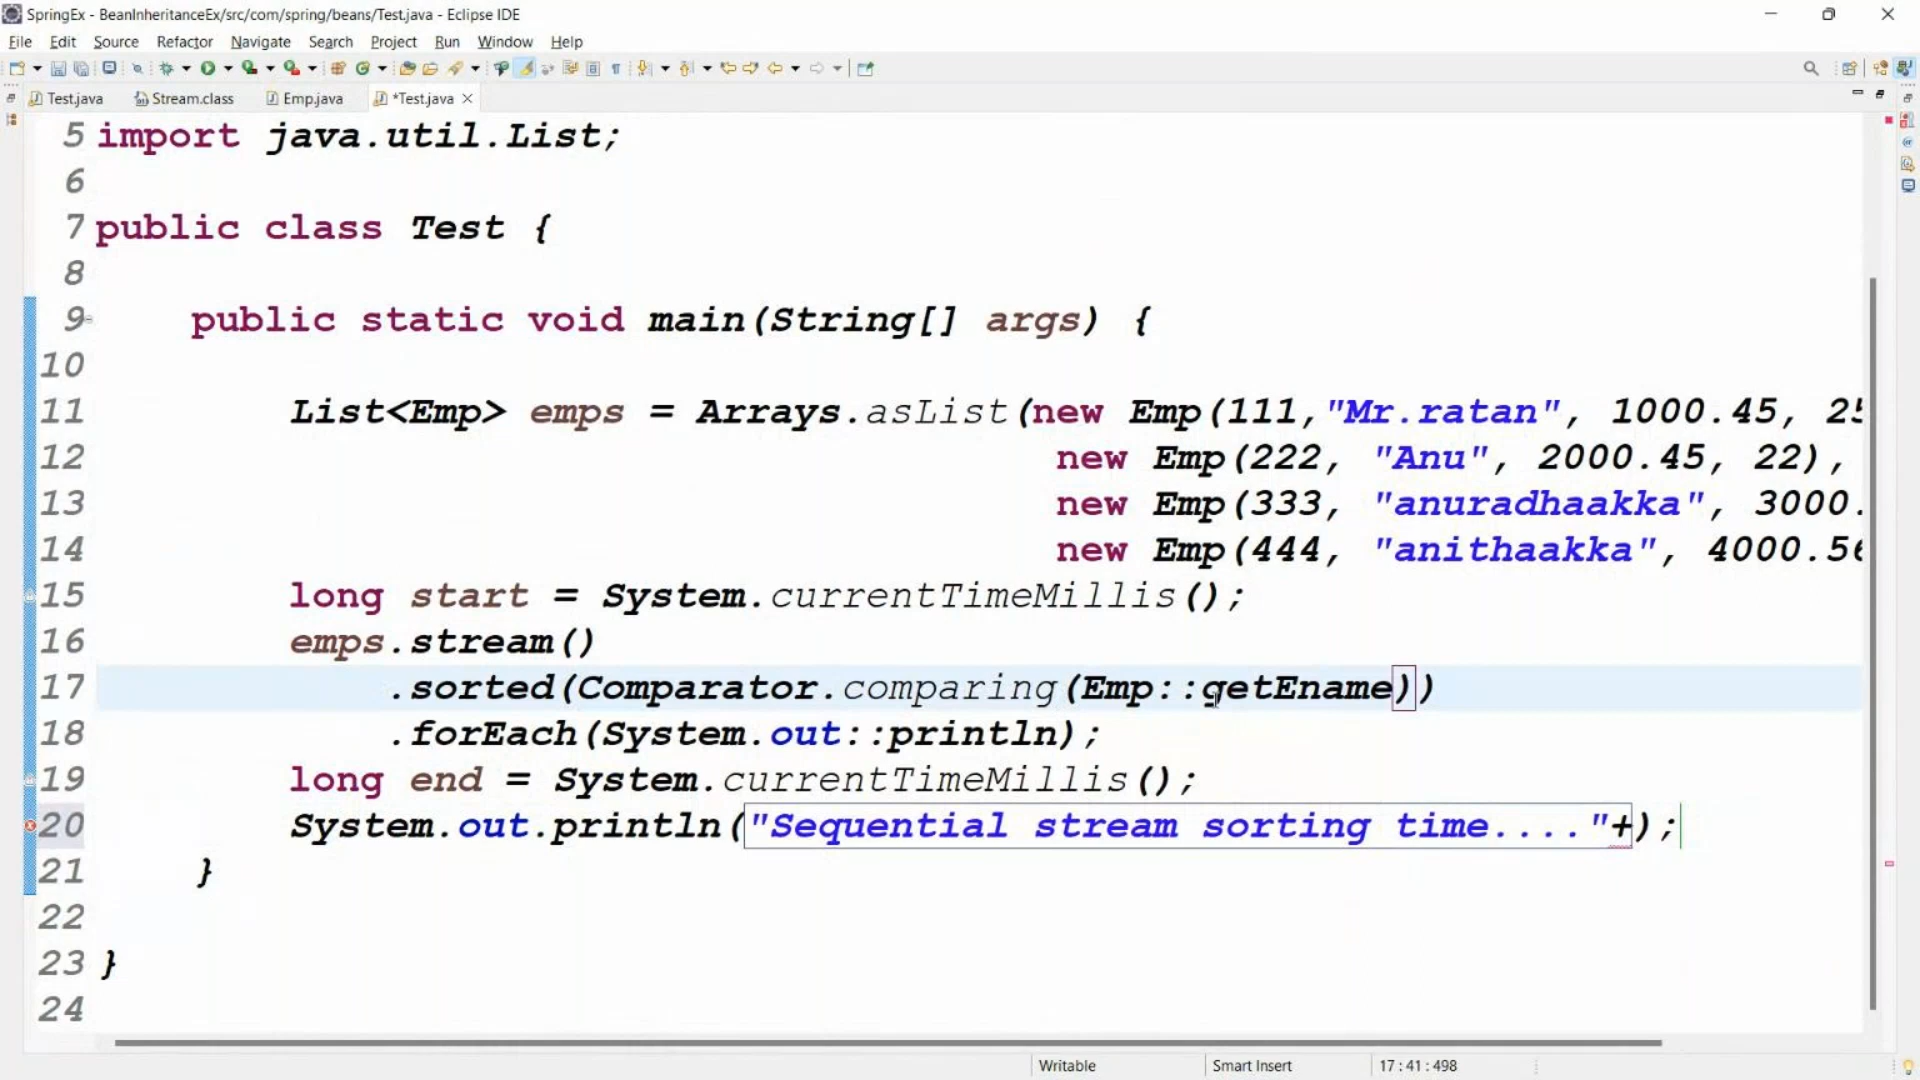 SpringEx - BeanInheritanceEx/src/com/spring/beans/Test.java - Eclipse IDE
File Edit Source Refactor Navigate Search Project Run Window Help
Test.java Stream.class Emp.java *Test.java
5 import java.util.List;
6
7 public class Test {
8
9 public static void main(String[] args) {
10
11 List<Emp> emps = Arrays.asList(new Emp(111,"Mr.ratan", 1000.45, 25
12 new Emp(222, "Anu", 2000.45, 22),
13 new Emp(333, "anuradhaakka", 3000.
14 new Emp(444, "anithaakka", 4000.56
15 long start = System.currentTimeMillis();
16 emps.stream()
17 .sorted(Comparator.comparing(Emp::getEname))
18 .forEach(System.out::println);
19 long end = System.currentTimeMillis();
20 System.out.println("Sequential stream sorting time...."+);
21 }
22
23 }
24
Writable Smart Insert 17:41:498